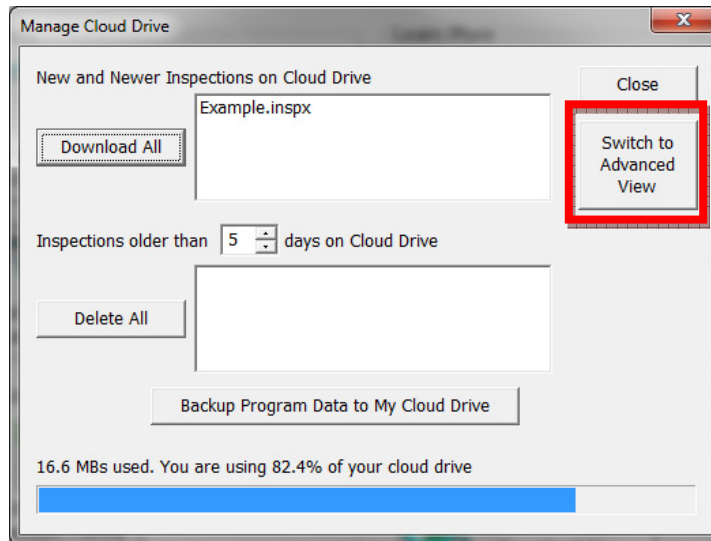 Manage Cloud Drive
Learn More
New and Newer Inspections on Cloud Drive
Close
Example.inspx
Download All
Switch to
Advanced
View
Inspections older than 5 days on Cloud Drive
Delete All
Backup Program Data to My Cloud Drive
16.6 MBs used. You are using 82.4% of your cloud drive